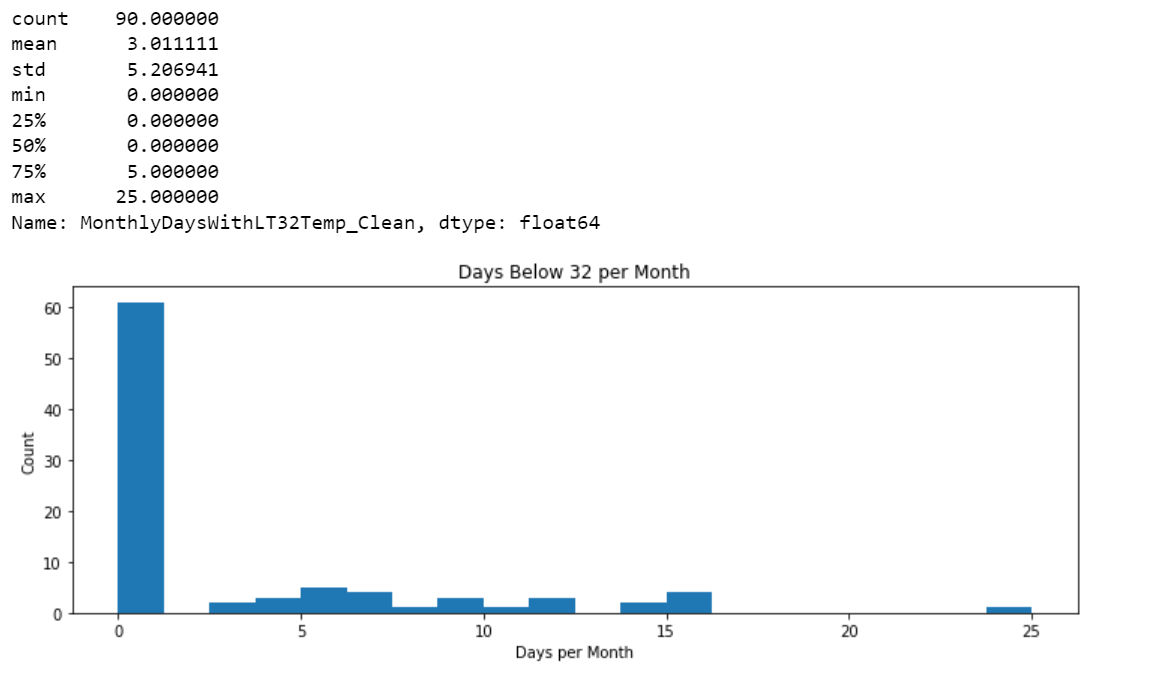 count 90.000000
mean 3.011111
std 5.206941
min 0.000000
25% 0.000000
50% 0.000000
75% 5.000000
max 25.000000
Name: MonthlyDaysWithLT32Temp_Clean, dtype: float64
Days Below 32 per Month
60
50
40
30
20
10
0
Count
0 5 10 15 20 25
Days per Month